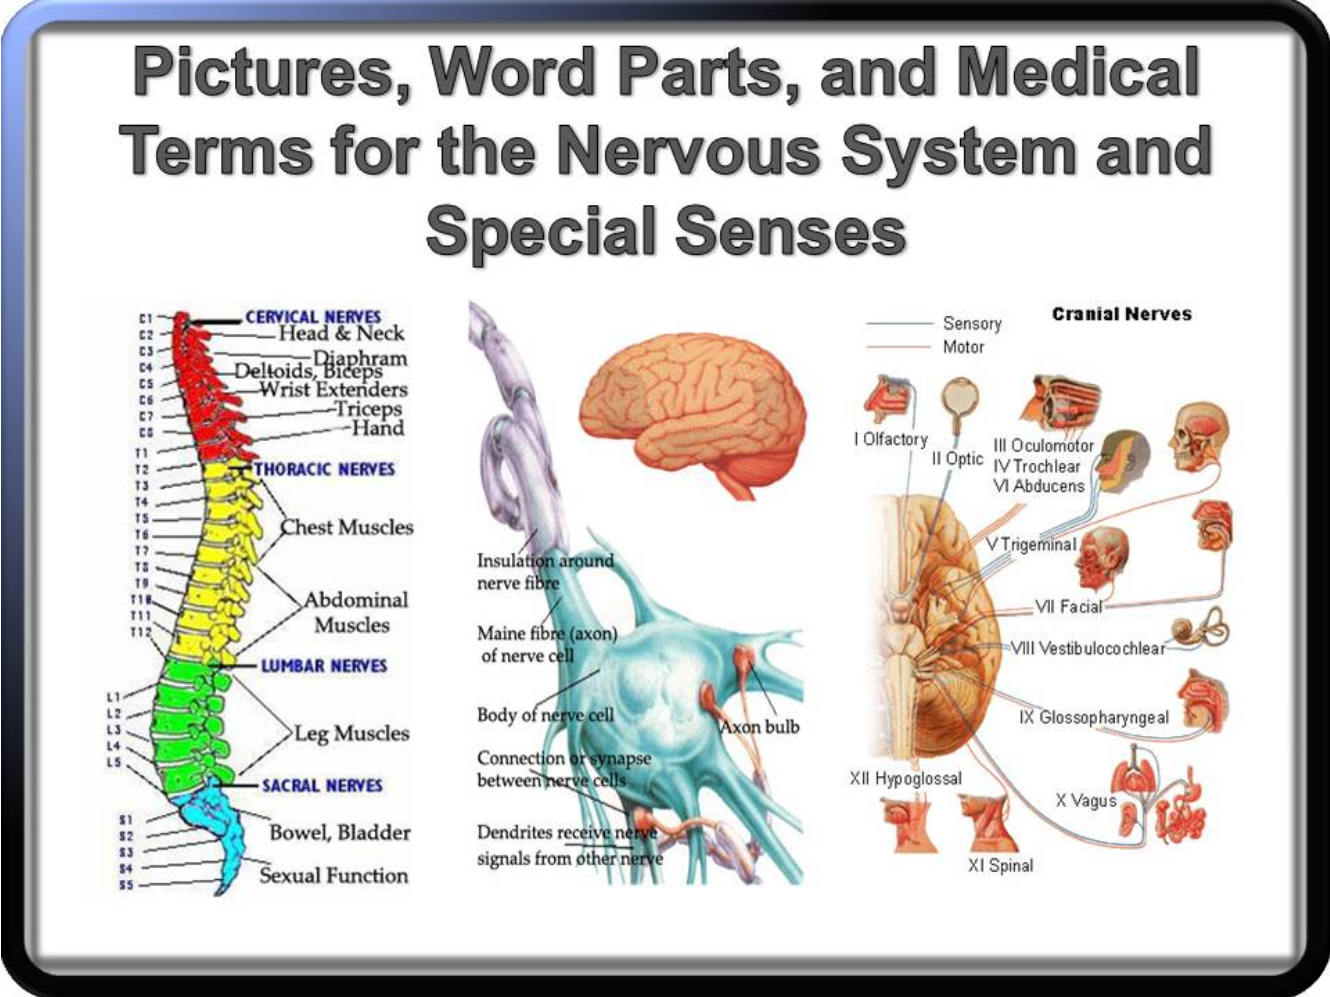 Pictures, Word Parts, and Medical
Terms for the Nervous System and
Special Senses
C1
C2
C3
C4
C5
C6
C7
C8
T1
T2
T3
T4
T5
T6
T7
T8
T9
T10
T11
T12
L1
L2
L3
L4
L5
S1
S2
S3
S4
S5
CERVICAL NERVES
Head & Neck
Diaphram
Deltoids, Biceps
Wrist Extenders
Triceps
Hand
THORACIC NERVES
Chest Muscles
Abdominal
Muscles
LUMBAR NERVES
Leg Muscles
SACRAL NERVES
Bowel, Bladder
Sexual Function
Insulation around
nerve fibre
Maine fibre (axon)
of nerve cell
Body of nerve cell
Axon bulb
Connection or synapse
between nerve cells
Dendrites receive nerve
signals from other nerve
Cranial Nerves
Sensory
Motor
I Olfactory
II Optic
III Oculomotor
IV Trochlear
VI Abducens
V Trigeminal
VII Facial
VIII Vestibulocochlear
IX Glossopharyngeal
XII Hypoglossal
X Vagus
XI Spinal